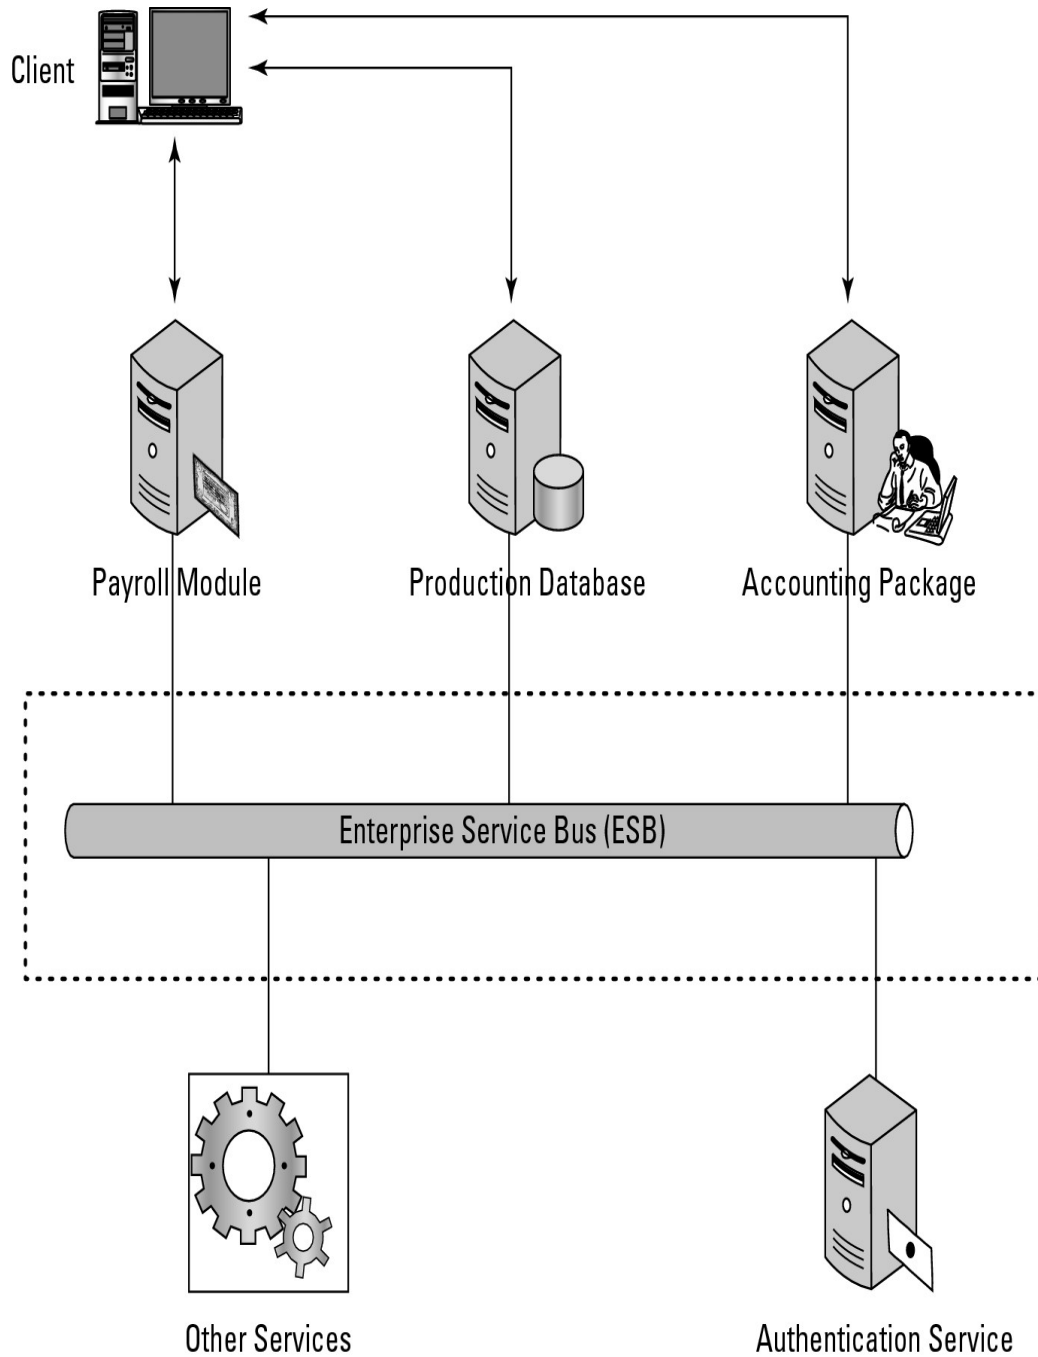 Client
Payroll Module
Production Database
Accounting Package
Enterprise Service Bus (ESB)
Other Services
Authentication Service